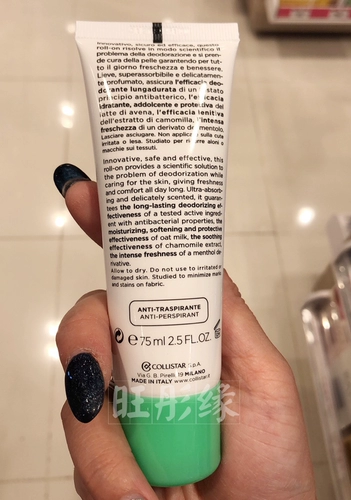 Innovative, sicuro ed efficace, questo
roll-on risolve in modo scientifico il
problema della deodorazione e si pren-
de cura della pelle garantendo per tut-
to il giorno freschezza e benessere.
Lieve, superassorbibile e delicatamen-
te profumato, assicura l'efficacia deo-
dorante lungadurata di un testato
principio antibatterico, l'efficacia
idratante, addolcente e protettiva del
latte di avena, l'efficacia lenitiva
dell'estratto di camomilla, l'intensa
freschezza di un derivato del mentolo.
Lasciare asciugare. Non applicare sulla cute
irritata o lesa. Studiato per ridurre aloni e
macchie sui tessuti.
Innovative, safe and effective, this
roll-on provides a scientific solution to
the problem of deodorization while
caring for the skin, giving freshness
and comfort all day long. Ultra-absorb-
ing and delicately scented, it guaran-
tees the long-lasting deodorizing ef-
fectiveness of a tested active ingredi-
ent with antibacterial properties, the
moisturizing, softening and protective
effectiveness of oat milk, the soothing
effectiveness of chamomile extract,
the intense freshness of a menthol de-
rivative.
Allow to dry. Do not use to irritated or
damaged skin. Studied to minimize marks
and stains on fabric.
ANTI-TRASPIRANTE
ANTI-PERSPIRANT
e 75 ml 2.5 FL.OZ.
COLLISTAR S.p.A.
Via G. B. Pirelli, 19 MILANO
MADE IN ITALY www.collistar.it
旺彤缘